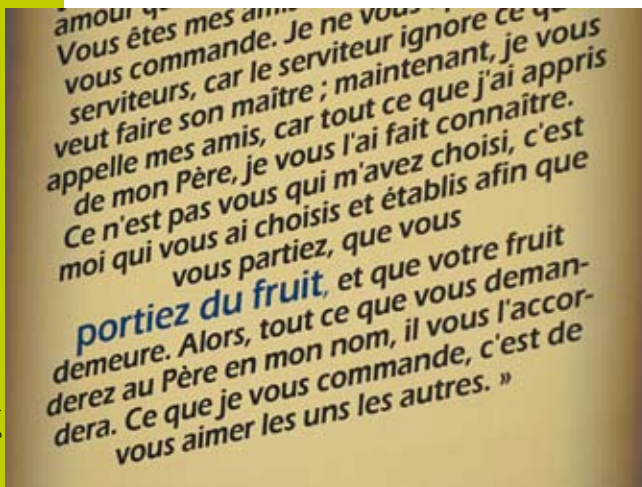 amour
Vous êtes mes amis
vous commande. Je ne vous
serviteurs, car le serviteur ignore ce
veut faire son maître ; maintenant, je vous
appelle mes amis, car tout ce que j'ai appris
de mon Père, je vous l'ai fait connaître.
Ce n'est pas vous qui m'avez choisi, c'est
moi qui vous ai choisis et établis afin que
vous partiez, que vous
portiez du fruit, et que votre fruit
demeure. Alors, tout ce que vous deman-
derez au Père en mon nom, il vous l'accor-
dera. Ce que je vous commande, c'est de
vous aimer les uns les autres. »